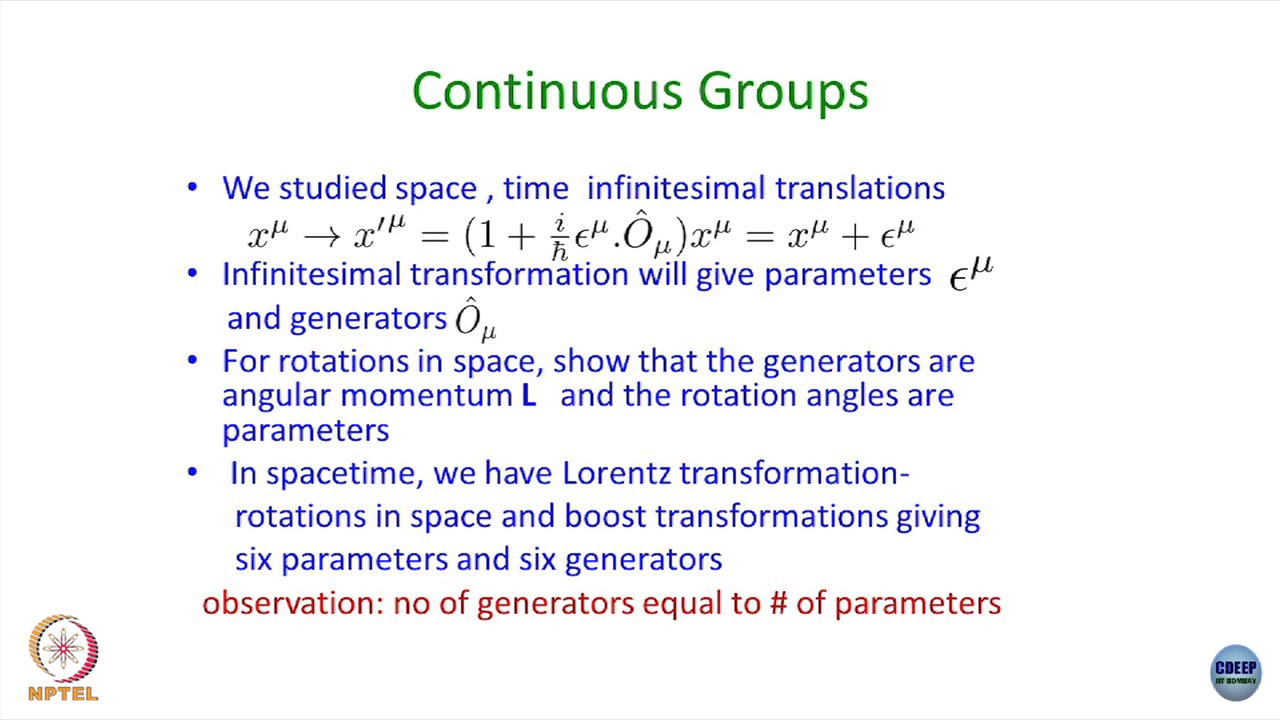 Continuous Groups
• We studied space , time infinitesimal translations
x^μ → x′^μ = (1 + i/ħ ϵ^μ.Ô_μ)x^μ = x^μ + ϵ^μ
• Infinitesimal transformation will give parameters ϵ^μ
and generators Ô_μ
• For rotations in space, show that the generators are
angular momentum L and the rotation angles are
parameters
• In spacetime, we have Lorentz transformation-
rotations in space and boost transformations giving
six parameters and six generators
observation: no of generators equal to # of parameters
NPTEL
CDEEP
IIT BOMBAY